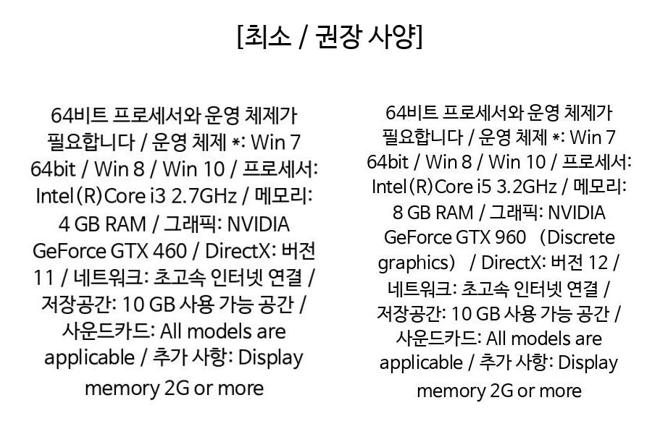 [최소 / 권장 사양]
64비트 프로세서와 운영 체제가
필요합니다 / 운영 체제 *: Win 7
64bit / Win 8 / Win 10 / 프로세서:
Intel(R)Core i3 2.7GHz / 메모리:
4 GB RAM / 그래픽: NVIDIA
GeForce GTX 460 / DirectX: 버전
11 / 네트워크: 초고속 인터넷 연결 /
저장공간: 10 GB 사용 가능 공간 /
사운드카드: All models are
applicable / 추가 사항: Display
memory 2G or more
64비트 프로세서와 운영 체제가
필요합니다 / 운영 체제 *: Win 7
64bit / Win 8 / Win 10 / 프로세서:
Intel(R)Core i5 3.2GHz / 메모리:
8 GB RAM / 그래픽: NVIDIA
GeForce GTX 960 (Discrete
graphics) / DirectX: 버전 12 /
네트워크: 초고속 인터넷 연결 /
저장공간: 10 GB 사용 가능 공간 /
사운드카드: All models are
applicable / 추가 사항: Display
memory 2G or more